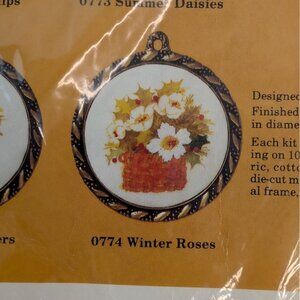 0773 Summer Daisies
Designed
Finished
in diame
Each kit
ing on 10
ric, cotto
die-cut m
al frame,
0774 Winter Roses